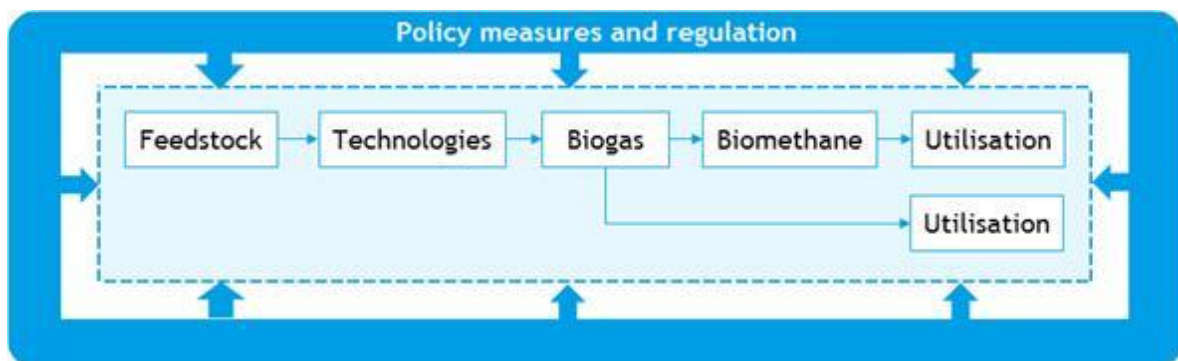 Policy measures and regulation
Feedstock
Technologies
Biogas
Biomethane
Utilisation
Utilisation